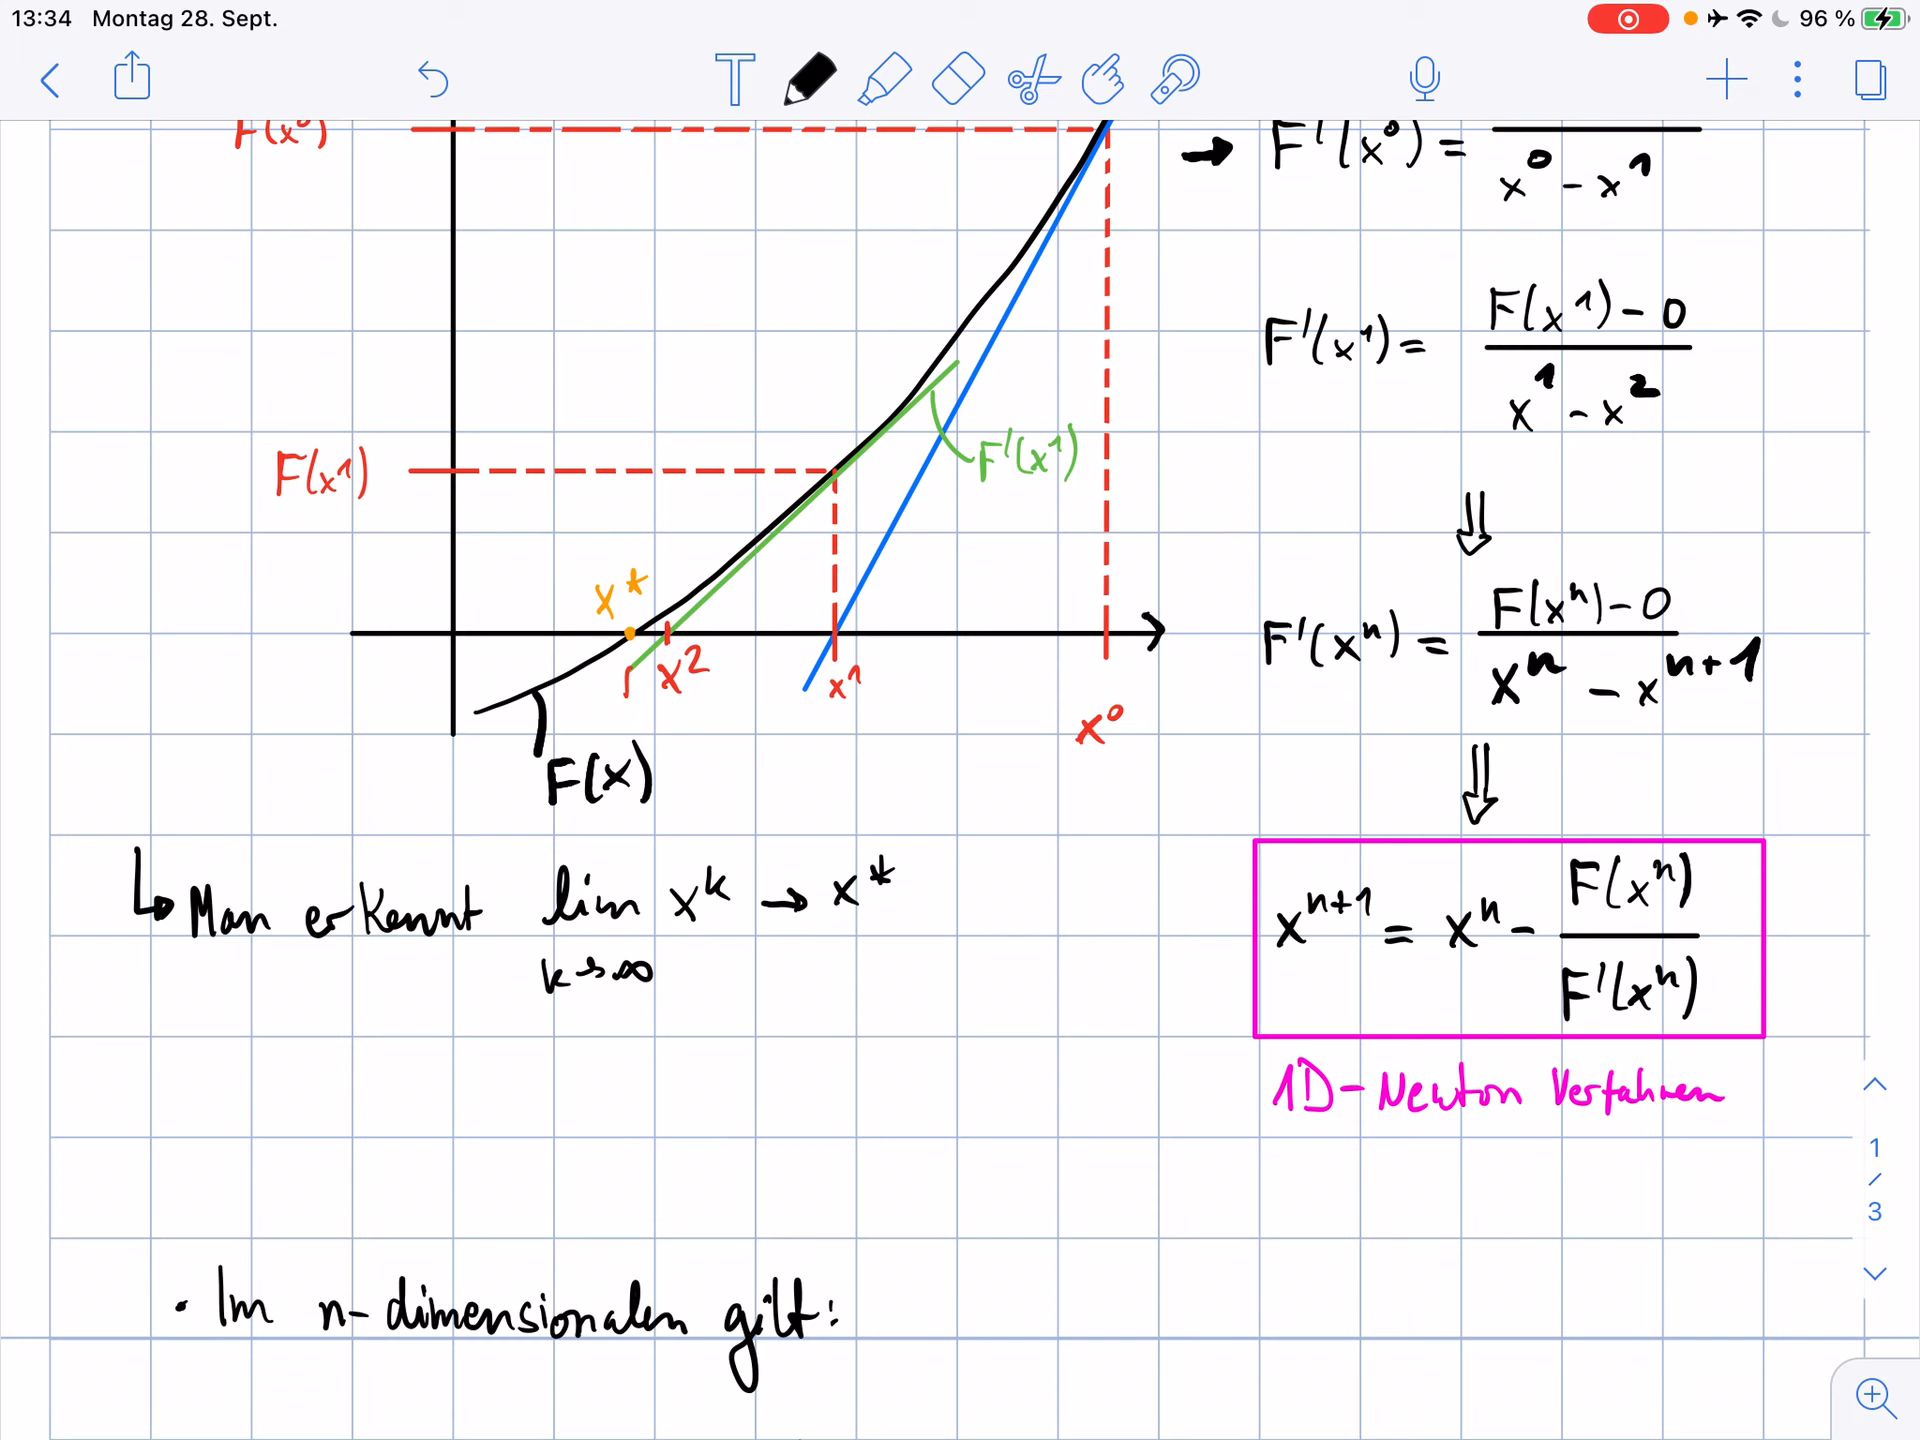 13:34 Montag 28. Sept. 96 %
T
F(x⁰)
→ F'(x⁰) = ――― / x⁰ - x¹
F'(x¹) = F(x¹) - 0 / x¹ - x²
F'(x¹)
F(x¹)
⇓
x*
F'(xⁿ) = F(xⁿ) - 0 / xⁿ - xⁿ⁺¹
x² x¹ x⁰
F(x)
⇓
↳ Man erkennt lim x^k → x*
k→∞
xⁿ⁺¹ = xⁿ - F(xⁿ) / F'(xⁿ)
1D-Newton Verfahren
1
/
3
· Im n-dimensionalen gilt: